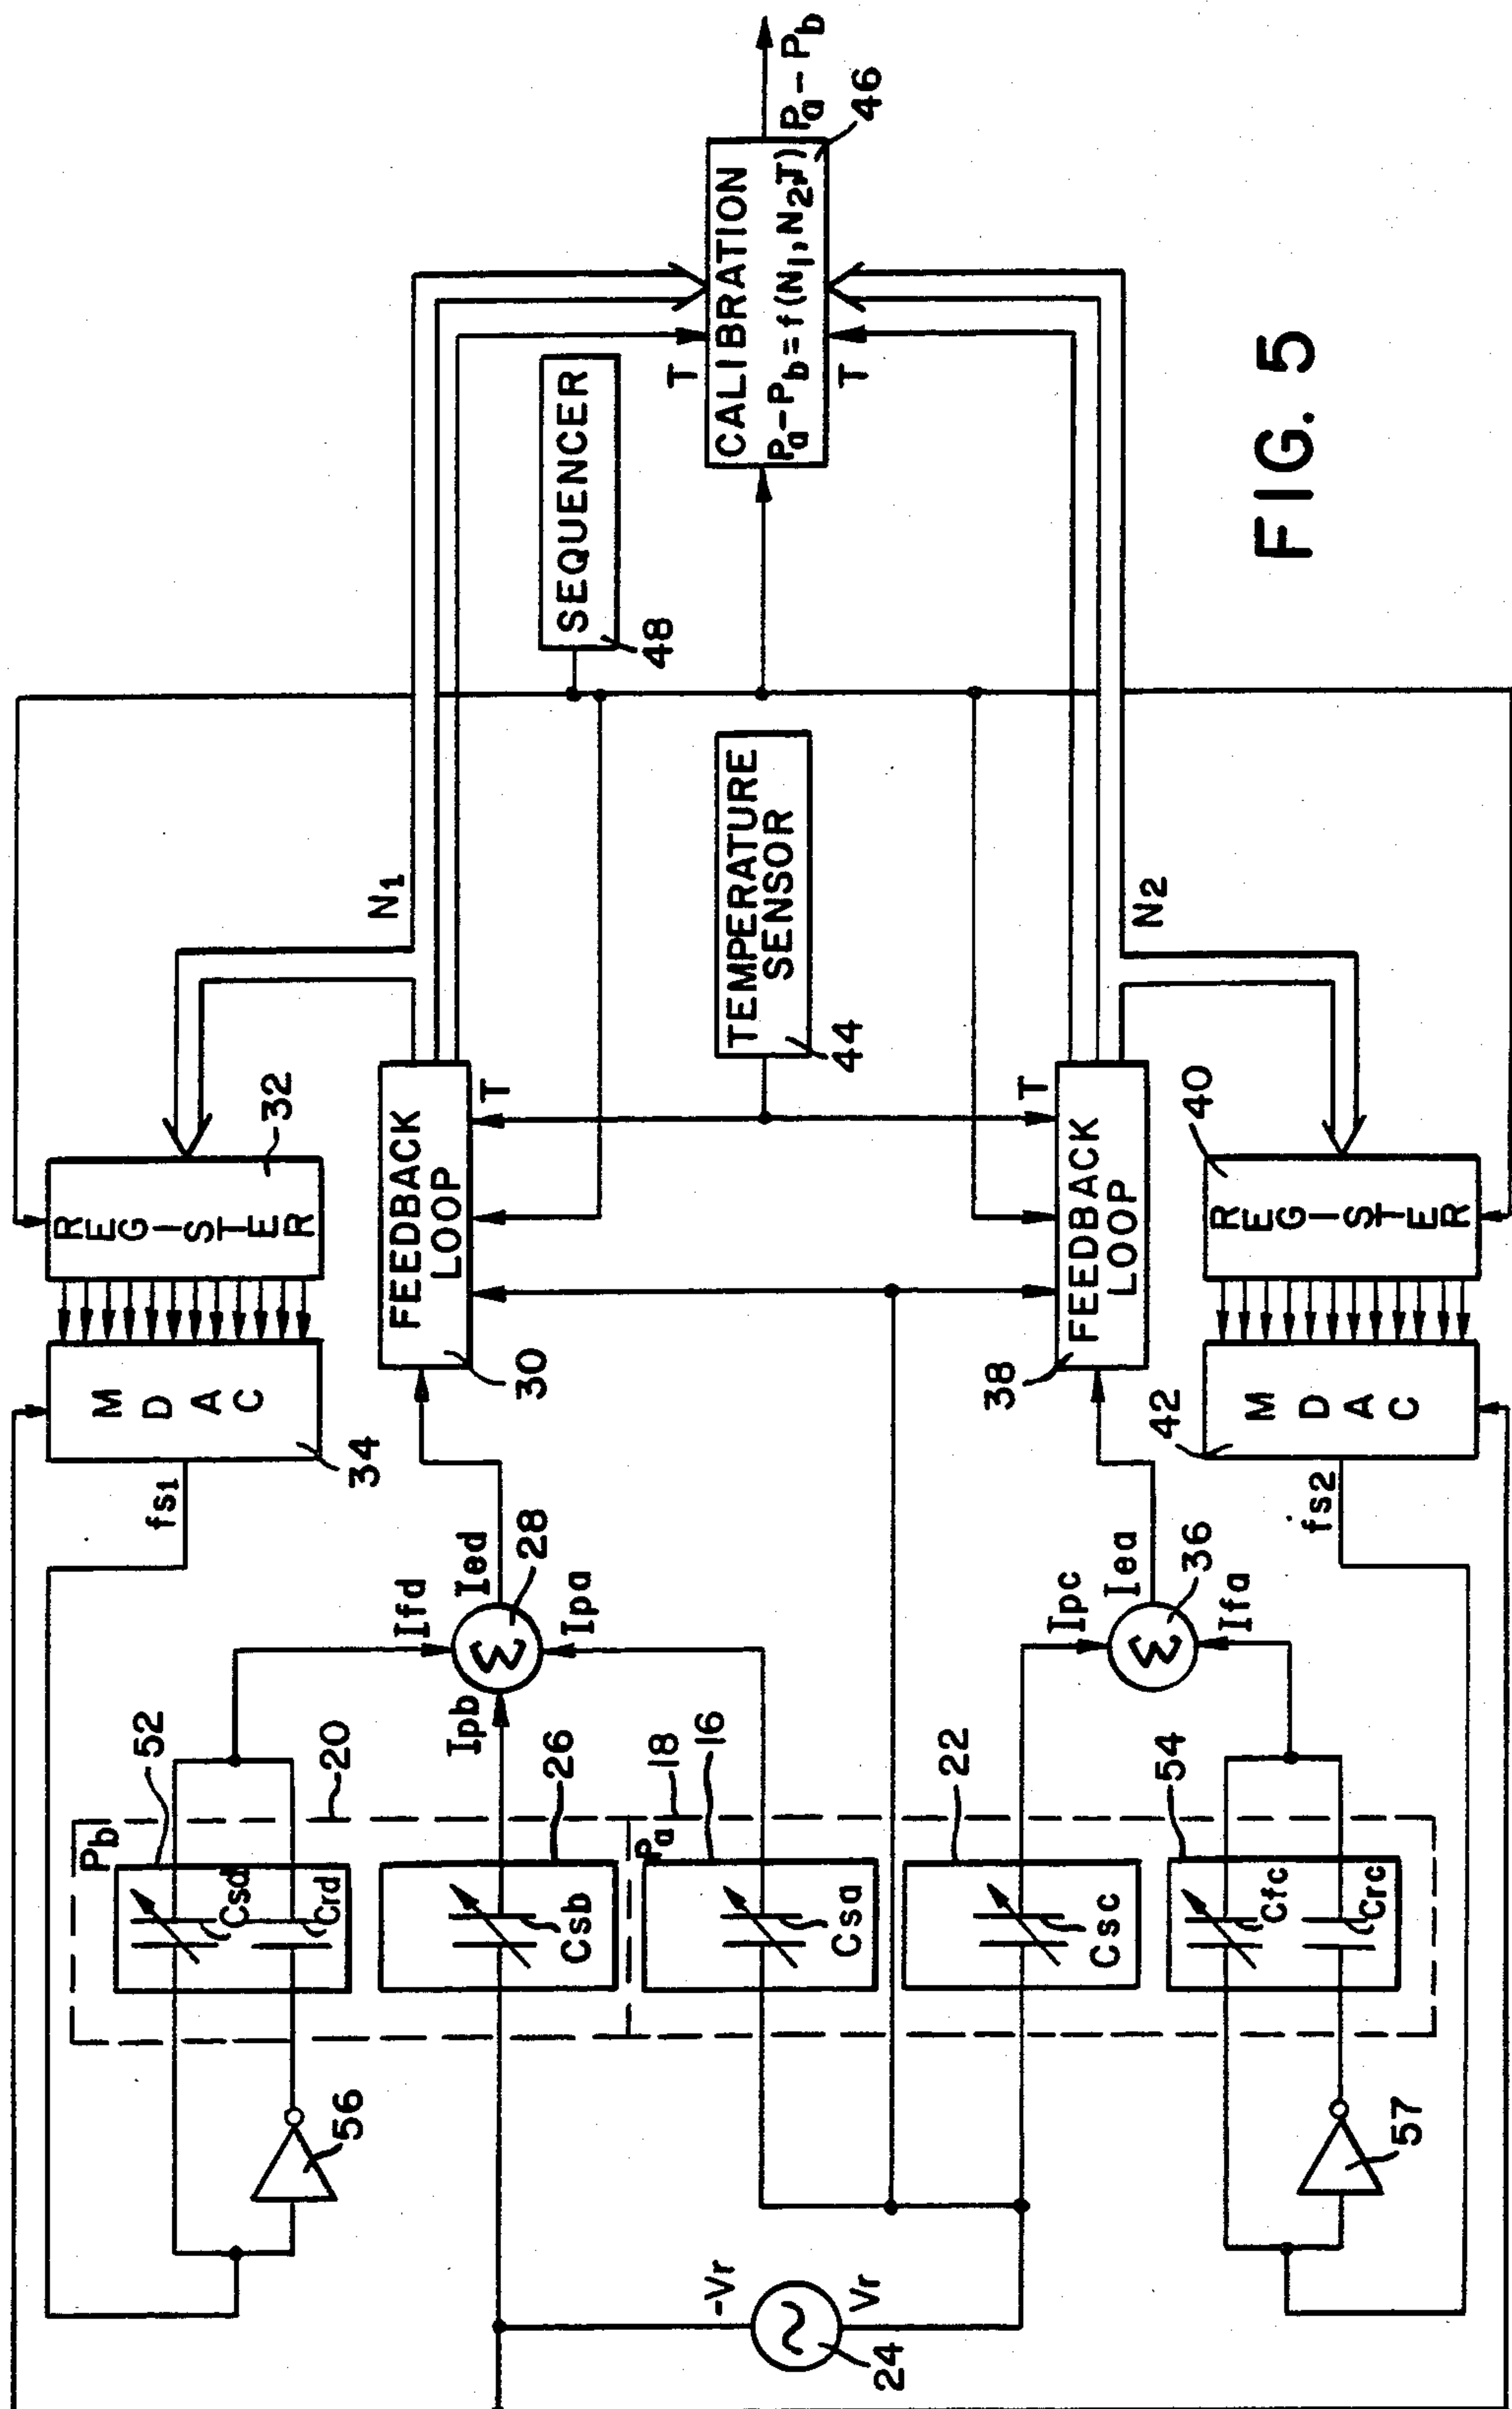 fs1
MDAC
34
REGISTER
32
N1
Pb
52
Csd
Crd
20
56
Ifd
Ied
28
Ipa
Ipb
FEEDBACK
LOOP
30
T
SEQUENCER
48
26
Csb
-Vr
Vr
24
18
16
Pa
Csa
TEMPERATURE
SENSOR
44
T
CALIBRATION
Pa-Pb=f(N1,N2,T)
46
Pa-Pb
T
22
Csc
Ipc
Iea
36
Ifa
FEEDBACK
LOOP
38
T
N2
54
Cfc
Crc
57
fs2
MDAC
42
REGISTER
40
FIG. 5